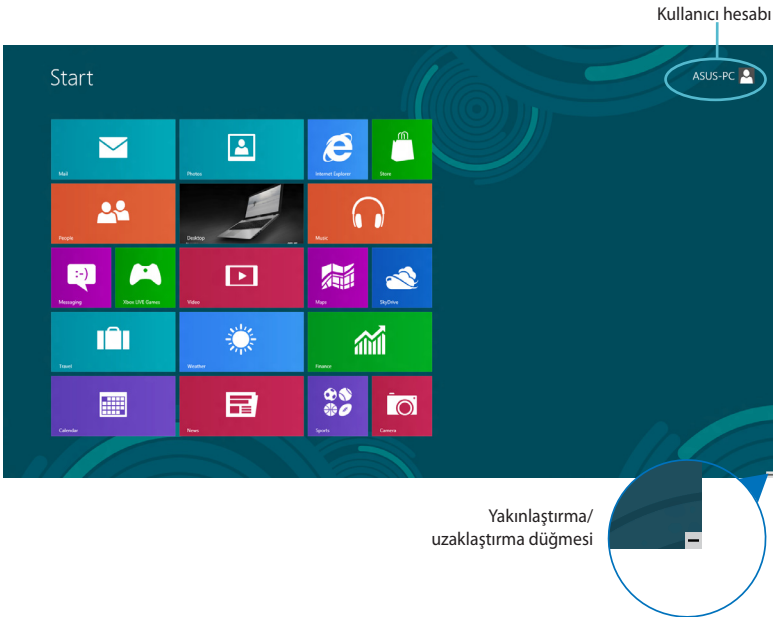 Kullanıcı hesabı
Start
ASUS-PC
Mail
Photos
Internet Explorer
Store
People
Desktop
Music
Messaging
Xbox LIVE Games
Video
Maps
SkyDrive
Travel
Weather
Finance
Calendar
News
Sports
Camera
Yakınlaştırma/
uzaklaştırma düğmesi